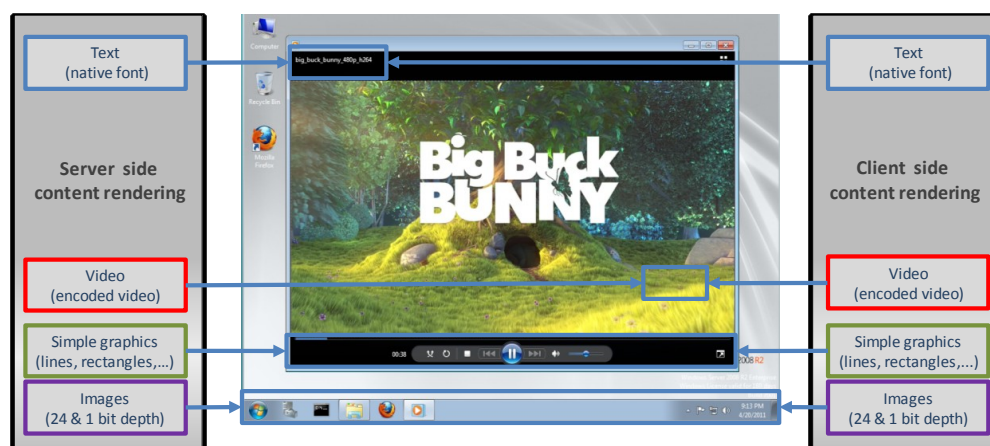 Text
(native font)
Server side
content rendering
Video
(encoded video)
Simple graphics
(lines, rectangles,...)
Images
(24 & 1 bit depth)
Computer
Recycle Bin
Mozilla
Firefox
big_buck_bunny_480p_h264
Big Buck
BUNNY
00:38
2008 R2
9:13 PM
4/20/2011
Text
(native font)
Client side
content rendering
Video
(encoded video)
Simple graphics
(lines, rectangles,...)
Images
(24 & 1 bit depth)